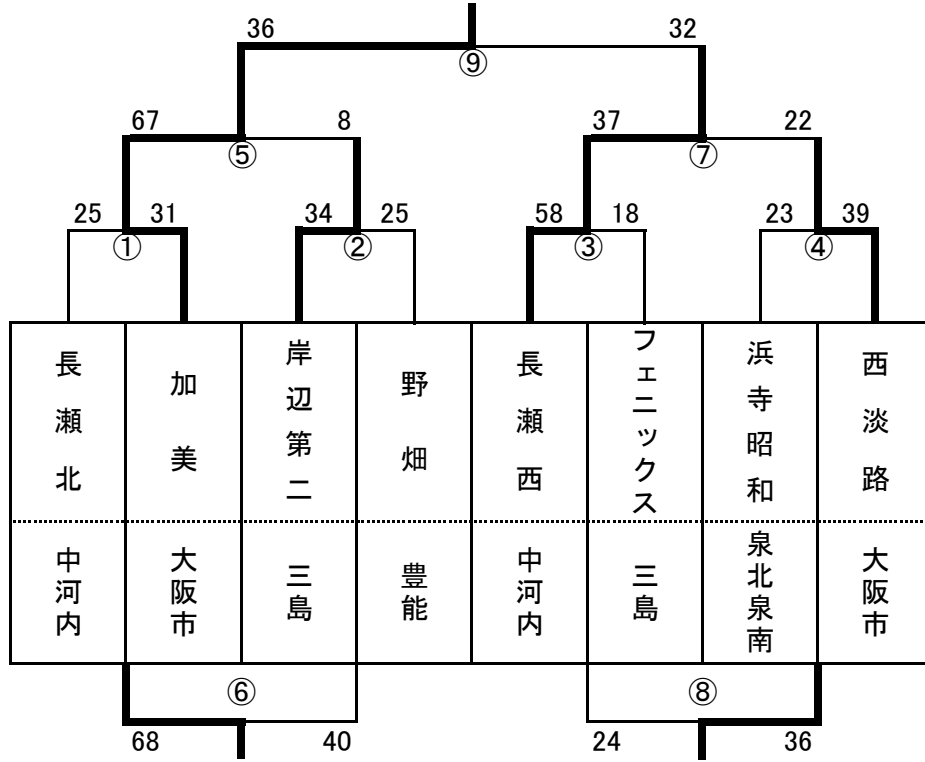 36 32
⑨
67 8 37 22
⑤ ⑦
25 31 34 25 58 18 23 39
① ② ③ ④
長瀬北
加美
岸辺第二
野畑
長瀬西
フェニックス
浜寺昭和
西淡路
中河内
大阪市
三島
豊能
中河内
三島
泉北泉南
大阪市
⑥ ⑧
68 40 24 36